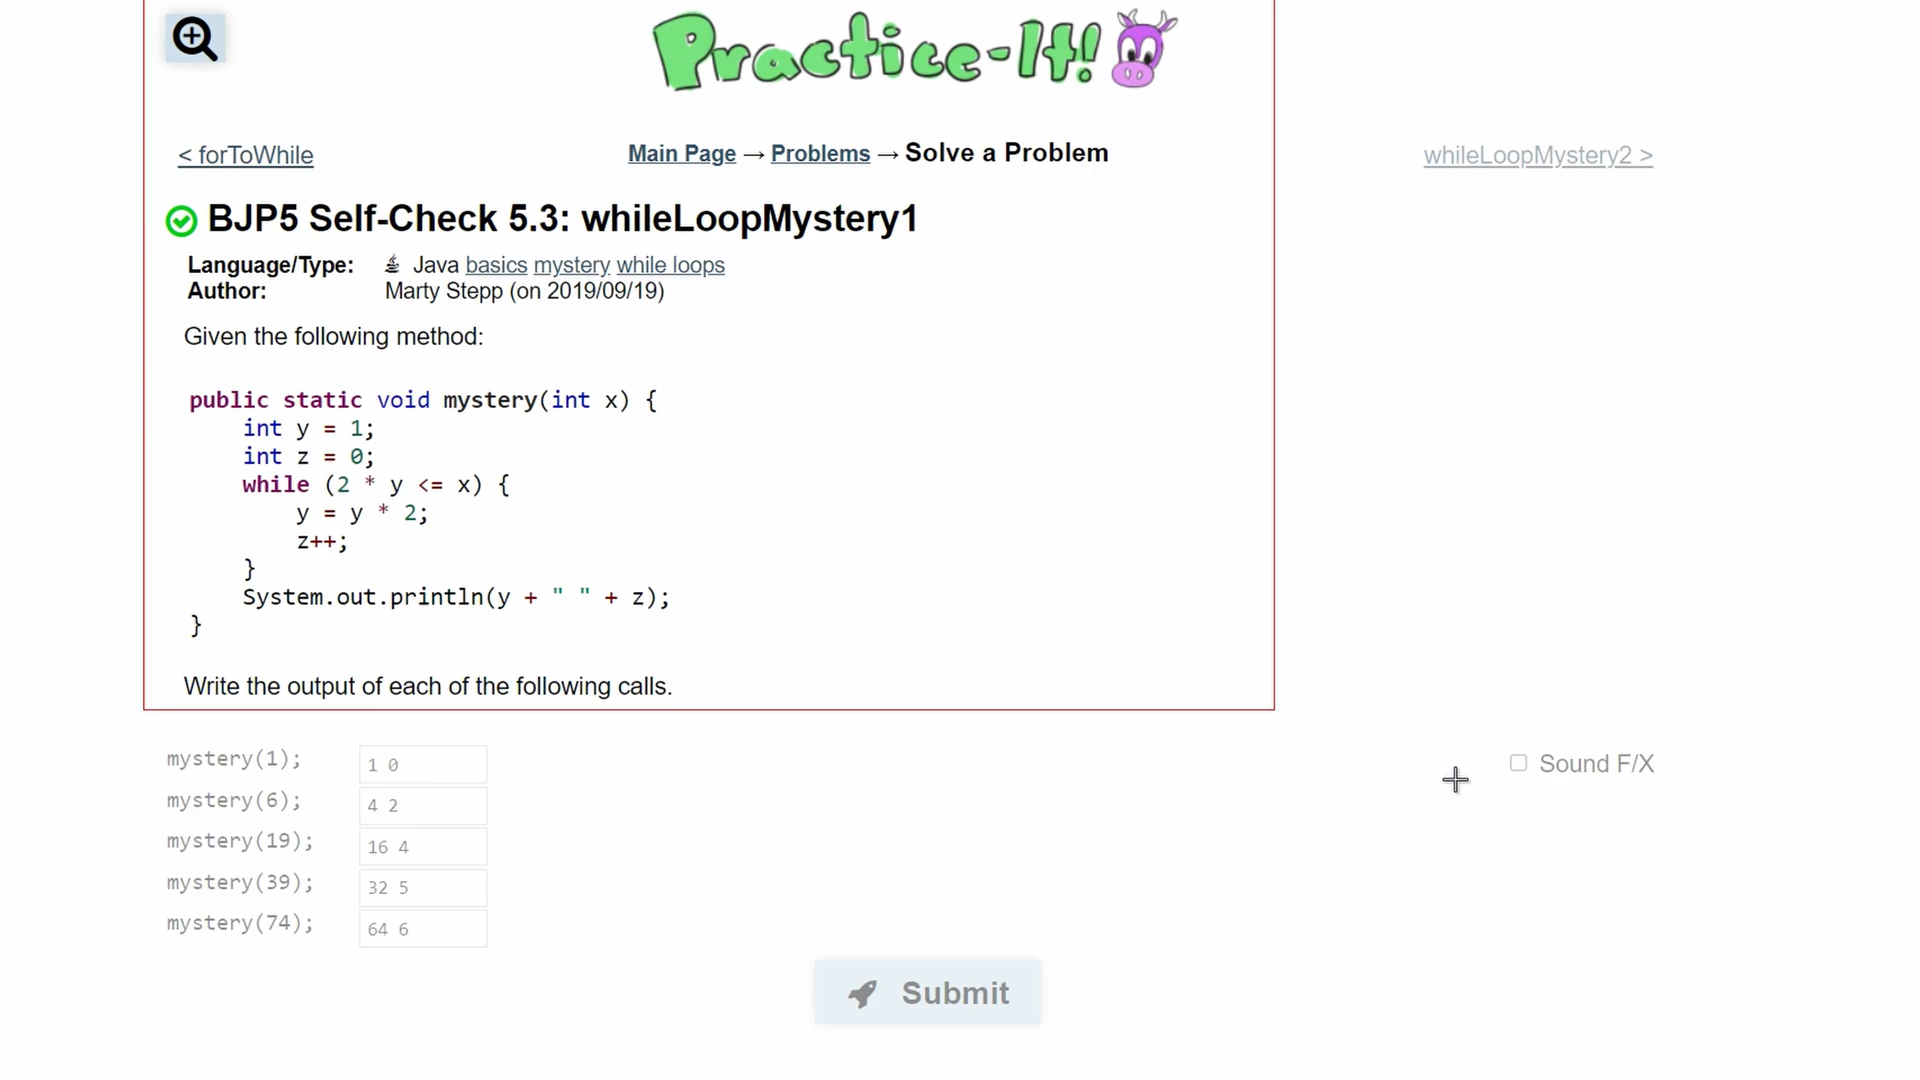 Practice-It!
< forToWhile
Main Page → Problems → Solve a Problem
whileLoopMystery2 >
BJP5 Self-Check 5.3: whileLoopMystery1
Language/Type: Java basics mystery while loops
Author: Marty Stepp (on 2019/09/19)
Given the following method:
public static void mystery(int x) {
    int y = 1;
    int z = 0;
    while (2 * y <= x) {
        y = y * 2;
        z++;
    }
    System.out.println(y + " " + z);
}
Write the output of each of the following calls.
mystery(1); 1 0
Sound F/X
mystery(6); 4 2
mystery(19); 16 4
mystery(39); 32 5
mystery(74); 64 6
Submit